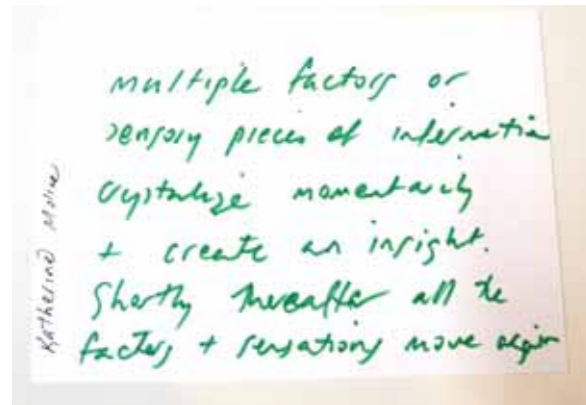 multiple factors or
sensory pieces of informatio
crystalize momentarily
+ create an insight.
Shortly thereafter all the
factors + sensations move again
Katherine Moline